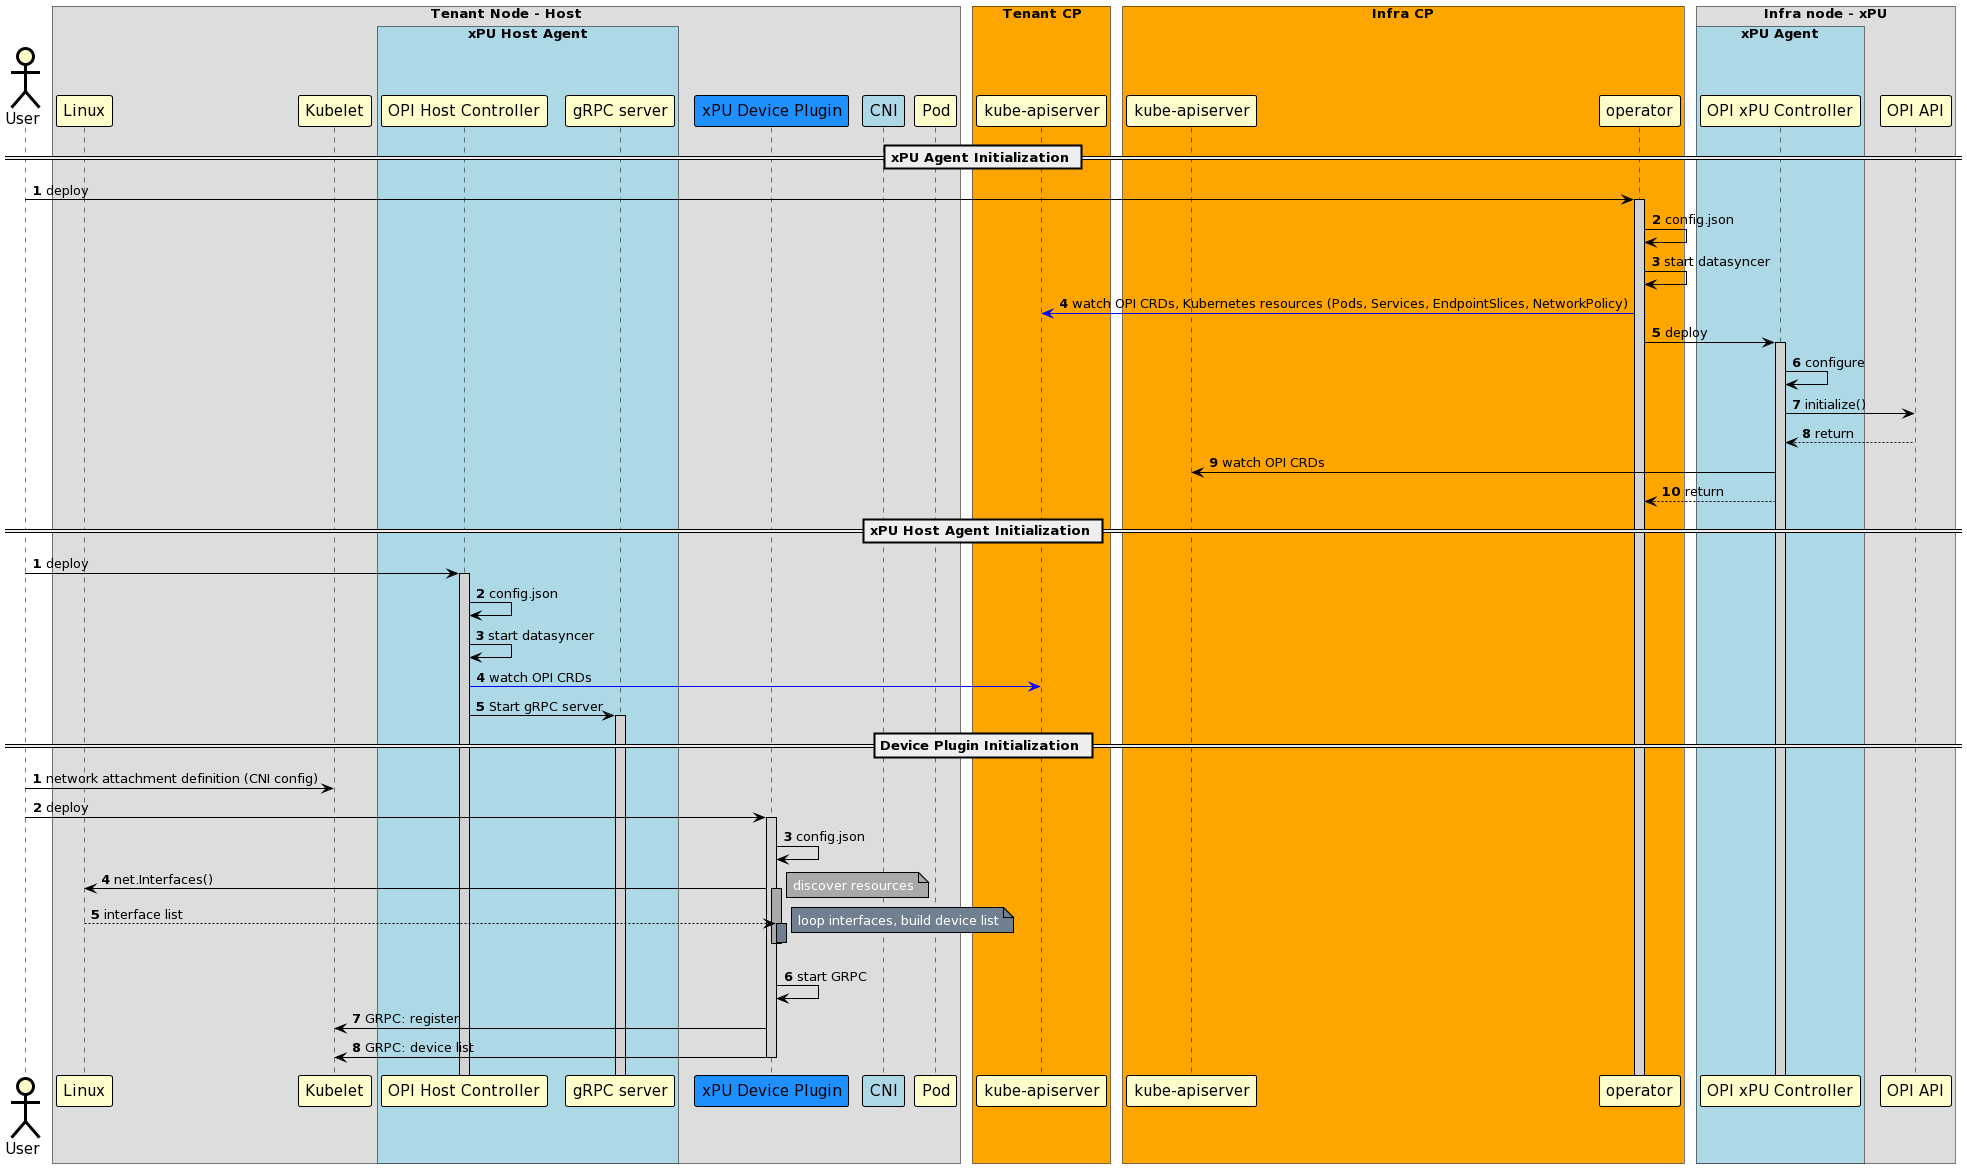 Tenant Node - Host
Tenant CP
Infra CP
Infra node - xPU
xPU Host Agent
xPU Agent
User
Linux
Kubelet
OPI Host Controller
gRPC server
xPU Device Plugin
CNI
Pod
kube-apiserver
kube-apiserver
operator
OPI xPU Controller
OPI API
xPU Agent Initialization
1 deploy
2 config.json
3 start datasyncer
4 watch OPI CRDs, Kubernetes resources (Pods, Services, EndpointSlices, NetworkPolicy)
5 deploy
6 configure
7 initialize()
8 return
9 watch OPI CRDs
10 return
xPU Host Agent Initialization
1 deploy
2 config.json
3 start datasyncer
4 watch OPI CRDs
5 Start gRPC server
Device Plugin Initialization
1 network attachment definition (CNI config)
2 deploy
3 config.json
4 net.Interfaces()
discover resources
5 interface list
loop interfaces, build device list
6 start GRPC
7 GRPC: register
8 GRPC: device list
Linux
Kubelet
OPI Host Controller
gRPC server
xPU Device Plugin
CNI
Pod
kube-apiserver
kube-apiserver
operator
OPI xPU Controller
OPI API
User